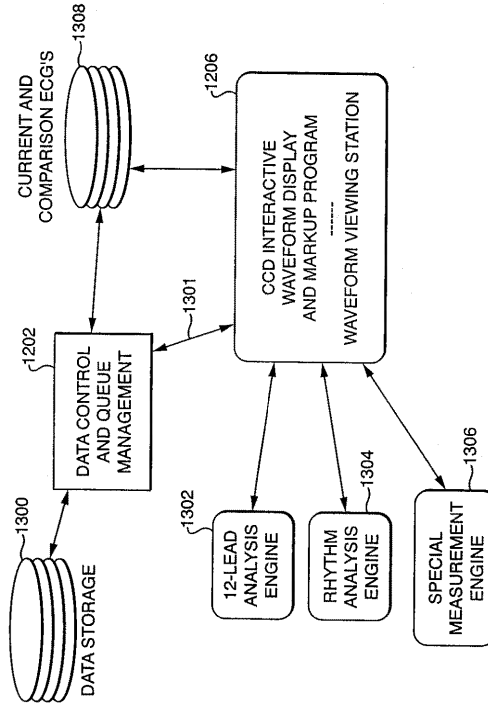 1300
DATA STORAGE
1202
DATA CONTROL
AND QUEUE
MANAGEMENT
CURRENT AND
COMPARISON ECG'S
1308
1301
1206
CCD INTERACTIVE
WAVEFORM DISPLAY
AND MARKUP PROGRAM
------
WAVEFORM VIEWING STATION
1302
12-LEAD
ANALYSIS
ENGINE
1304
RHYTHM
ANALYSIS
ENGINE
1306
SPECIAL
MEASUREMENT
ENGINE